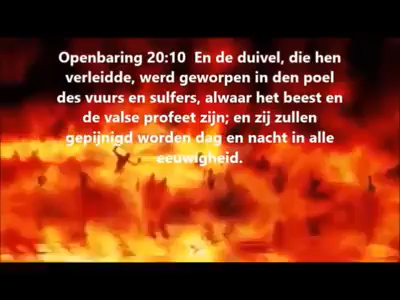 Openbaring 20:10 En de duivel, die hen
verleidde, werd geworpen in den poel
des vuurs en sulfers, alwaar het beest en
de valse profeet zijn; en zij zullen
gepijnigd worden dag en nacht in alle
eeuwigheid.